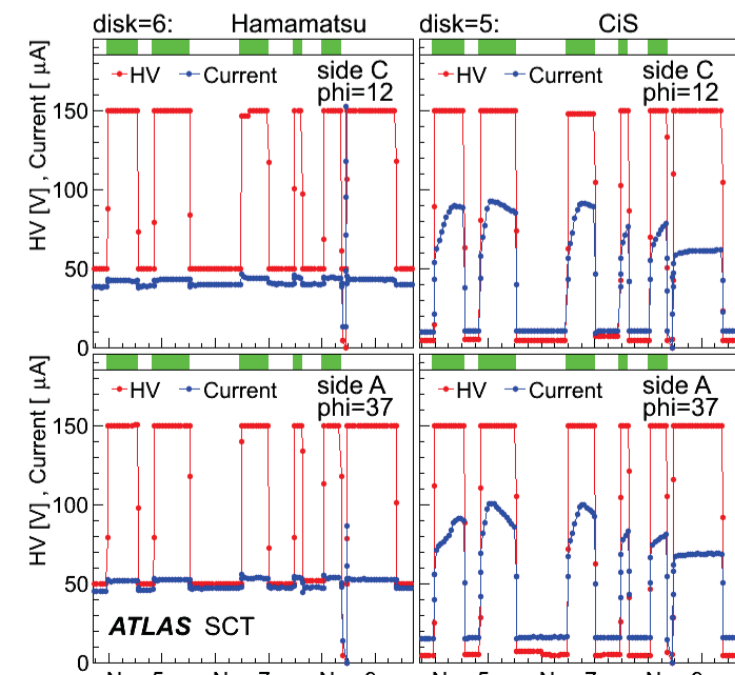 disk=6: Hamamatsu disk=5: CiS
HV [V] , Current [ μA]
HV Current side C
phi=12
150
100
50
0
HV Current side C
phi=12
HV [V] , Current [ μA]
HV Current side A
phi=37
150
100
50
0
ATLAS SCT
HV Current side A
phi=37